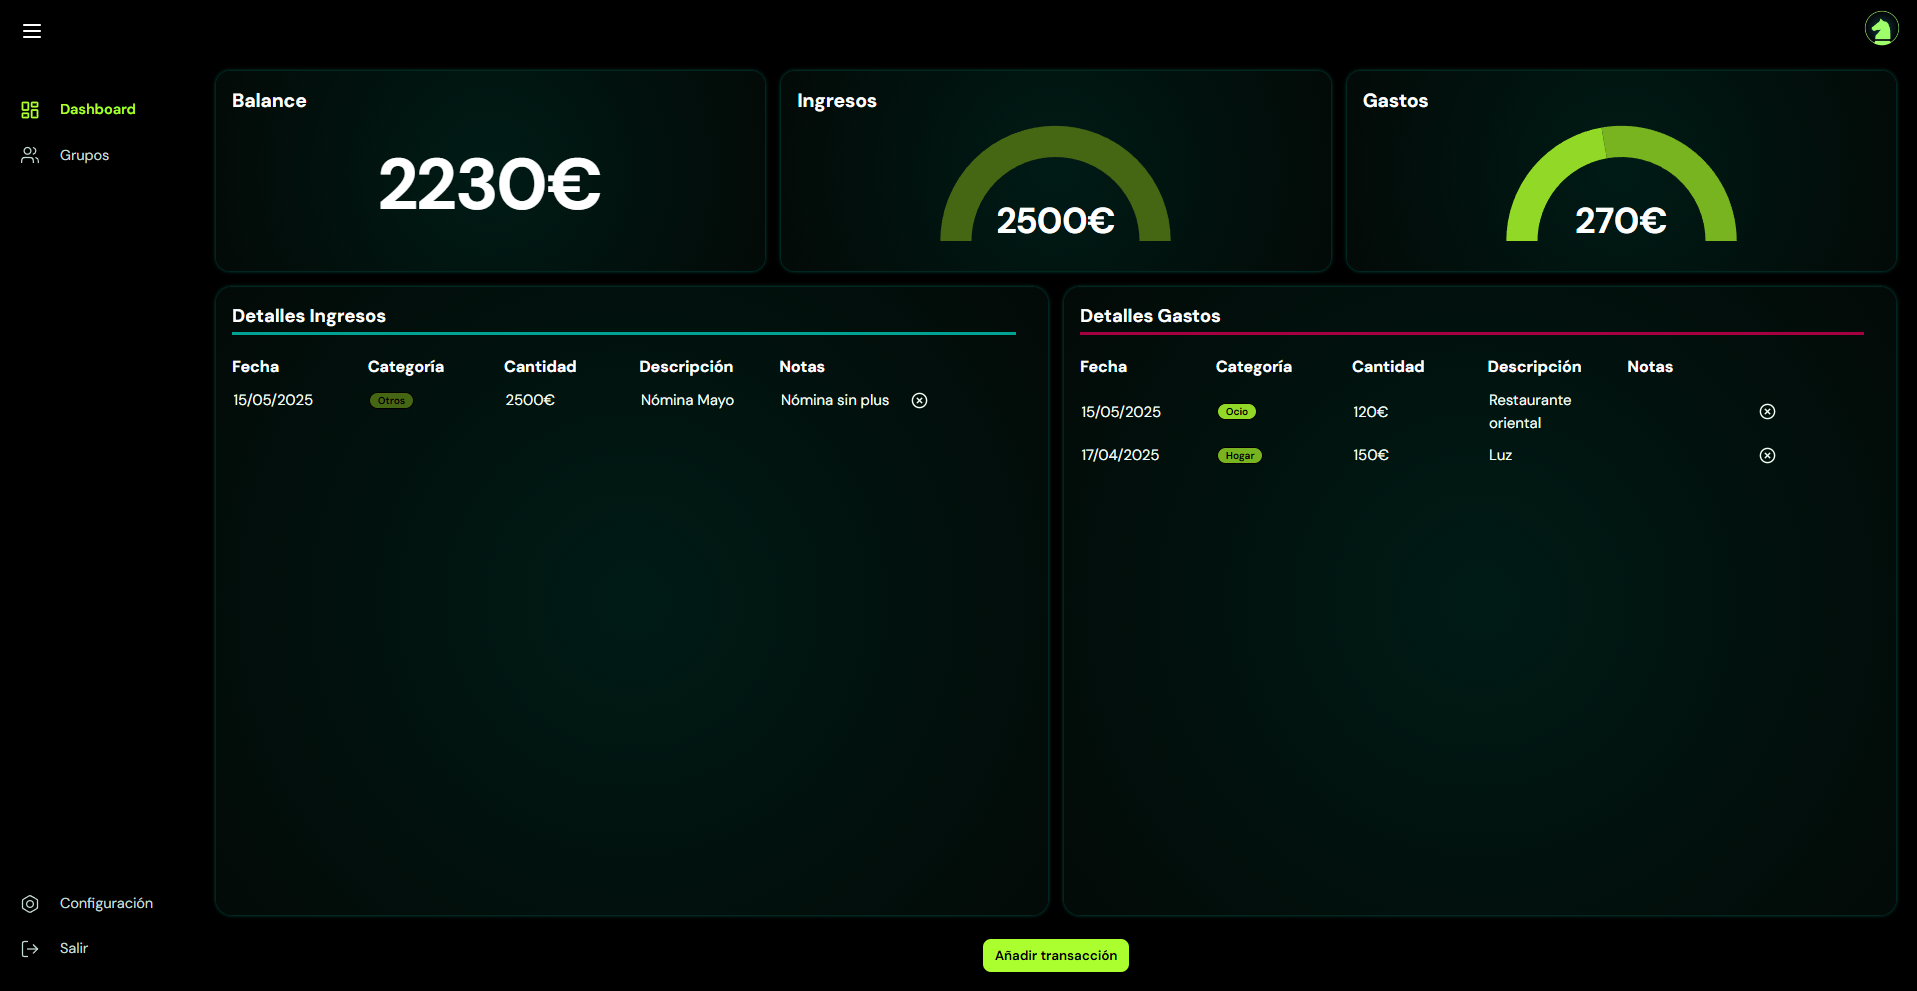 Dashboard
Grupos
Configuración
Salir
Balance
2230€
Ingresos
2500€
Gastos
270€
Detalles Ingresos
Fecha Categoría Cantidad Descripción Notas
15/05/2025 Otros 2500€ Nómina Mayo Nómina sin plus
Detalles Gastos
Fecha Categoría Cantidad Descripción Notas
15/05/2025 Ocio 120€ Restaurante
oriental
17/04/2025 Hogar 150€ Luz
Añadir transacción